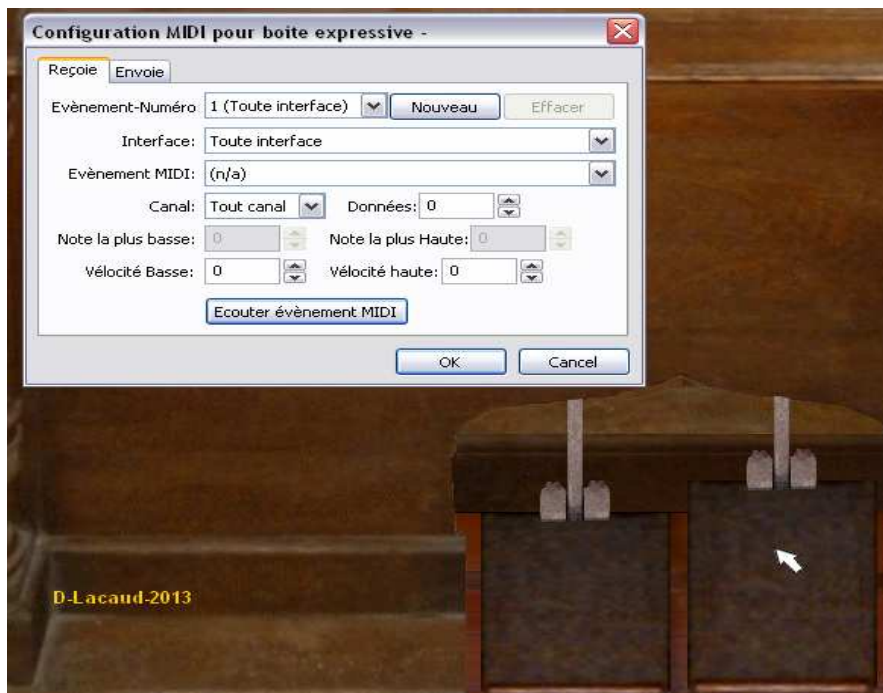 Configuration MIDI pour boite expressive -
Reçoie Envoie
Evènement-Numéro 1 (Toute interface) Nouveau Effacer
Interface: Toute interface
Evènement MIDI: (n/a)
Canal: Tout canal Données: 0
Note la plus basse: 0 Note la plus Haute: 0
Vélocité Basse: 0 Vélocité haute: 0
Ecouter évènement MIDI
OK Cancel
D-Lacaud-2013